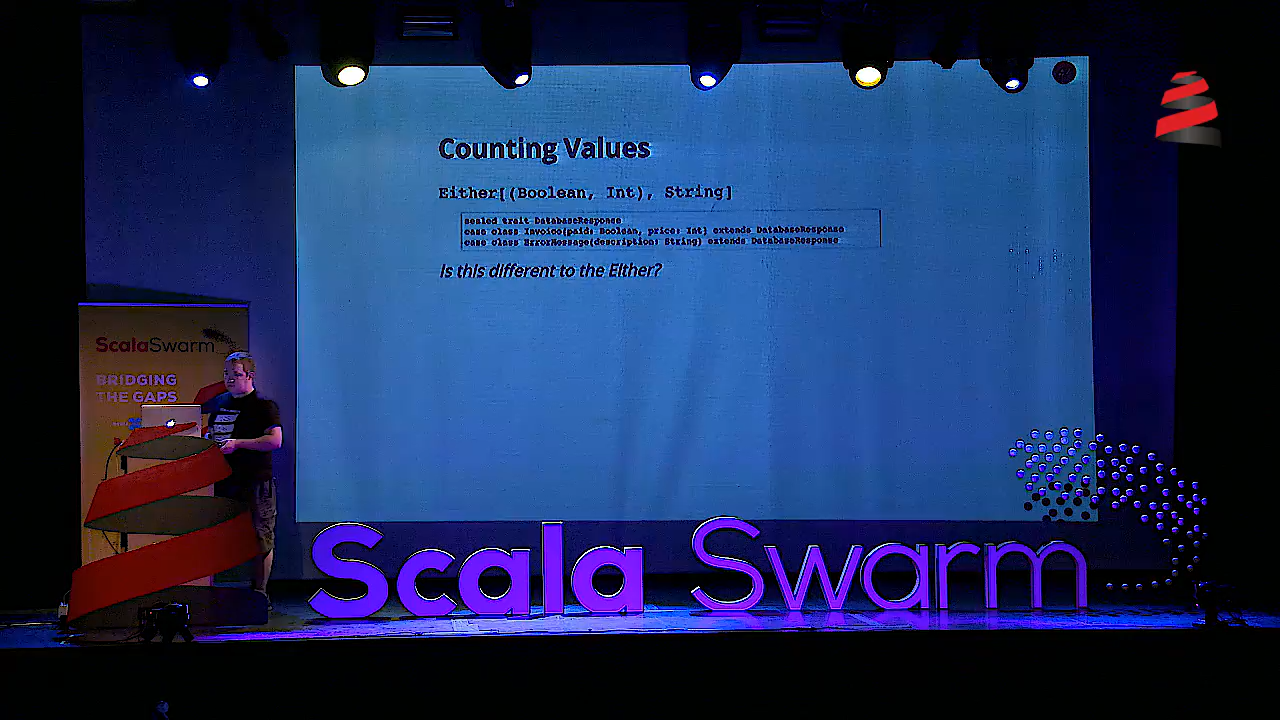 Counting Values
Either[(Boolean, Int), String]
sealed trait DatabaseResponse
case class Invoice(paid: Boolean, price: Int) extends DatabaseResponse
case class ErrorMessage(description: String) extends DatabaseResponse
Is this different to the Either?
ScalaSwarm
BRIDGING
THE GAPS
Scala Swarm